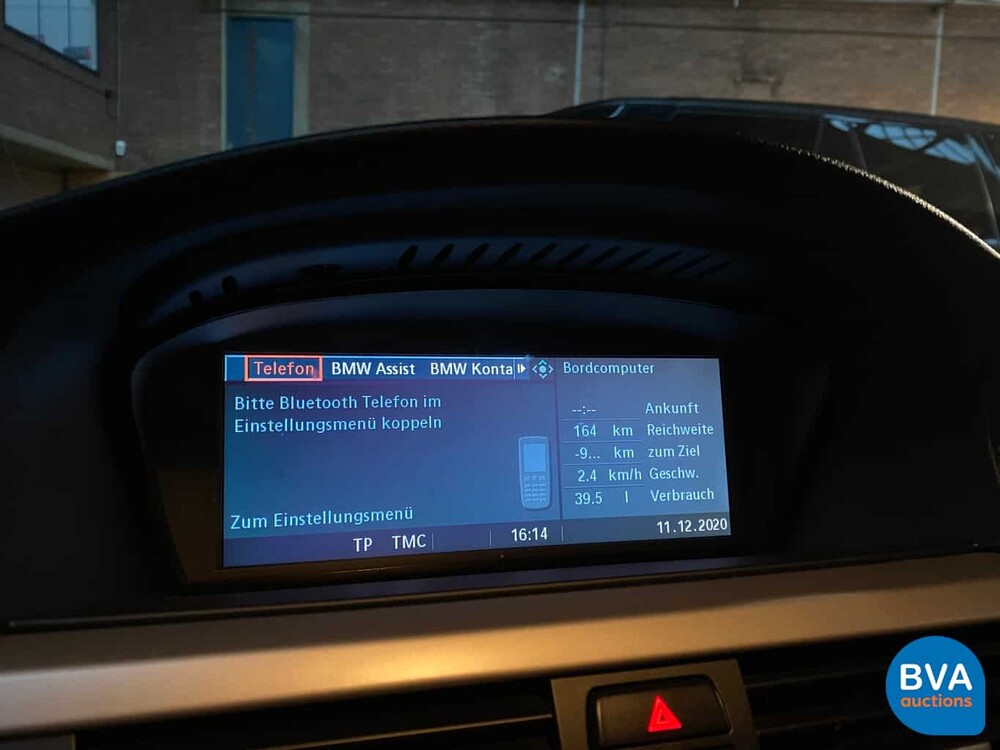 Telefon BMW Assist BMW Konta
Bitte Bluetooth Telefon im
Einstellungsmenü koppeln
Zum Einstellungsmenü
Bordcomputer
--:-- Ankunft
164 km Reichweite
-9... km zum Ziel
2.4 km/h Geschw.
39.5 l Verbrauch
TP TMC 16:14 11.12.2020
BVA
auctions